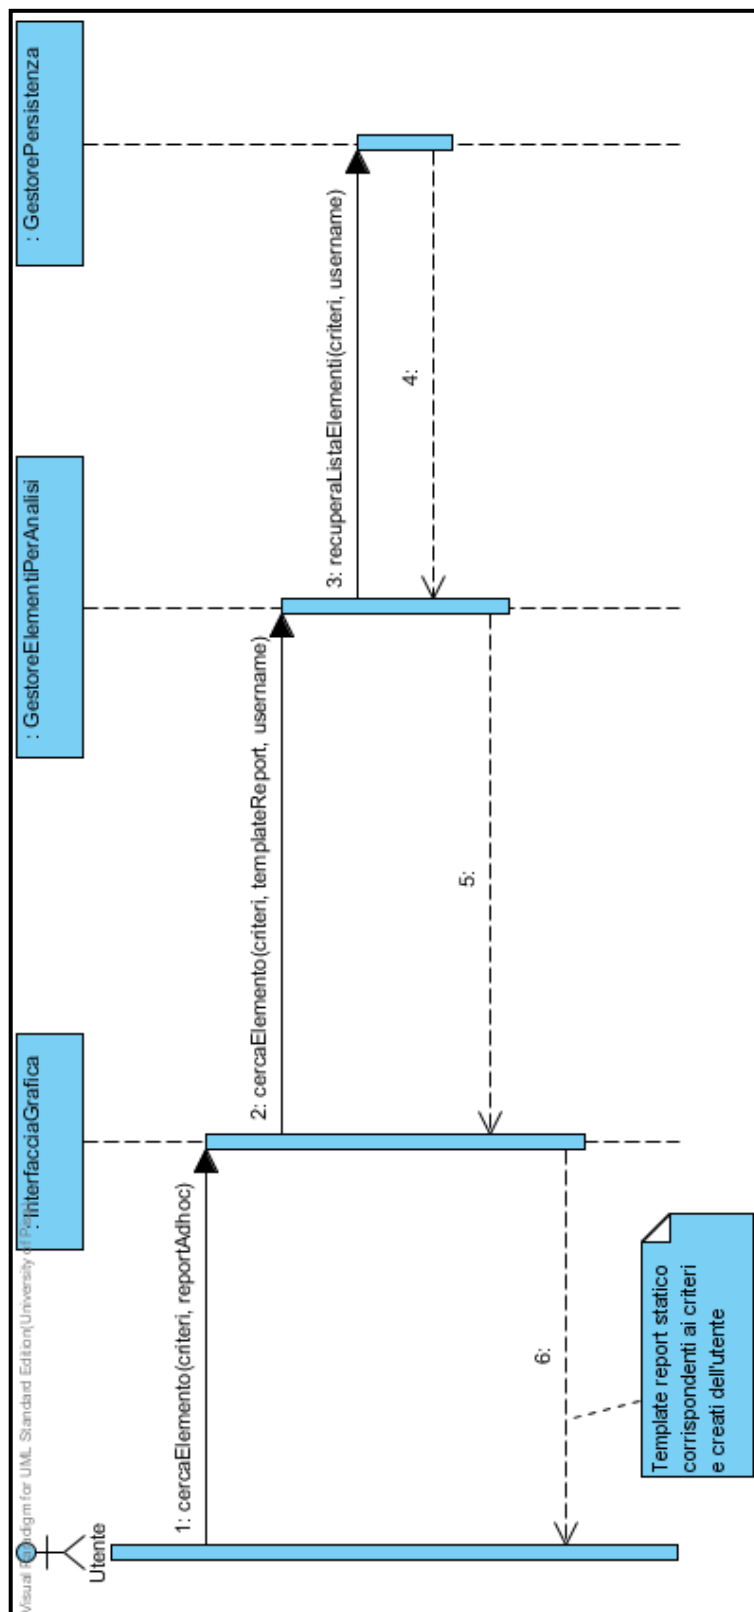 Visual Paradigm for UML Standard Edition(University of
Utente
: InterfacciaGrafica
: GestoreElementiPerAnalisi
: GestorePersistenza
1: cercaElemento(criteri, reportAdhoc)
2: cercaElemento(criteri, templateReport, username)
3: recuperaListaElementi(criteri, username)
4:
5:
6:
Template report statico
corrispondenti ai criteri
e creati dell'utente